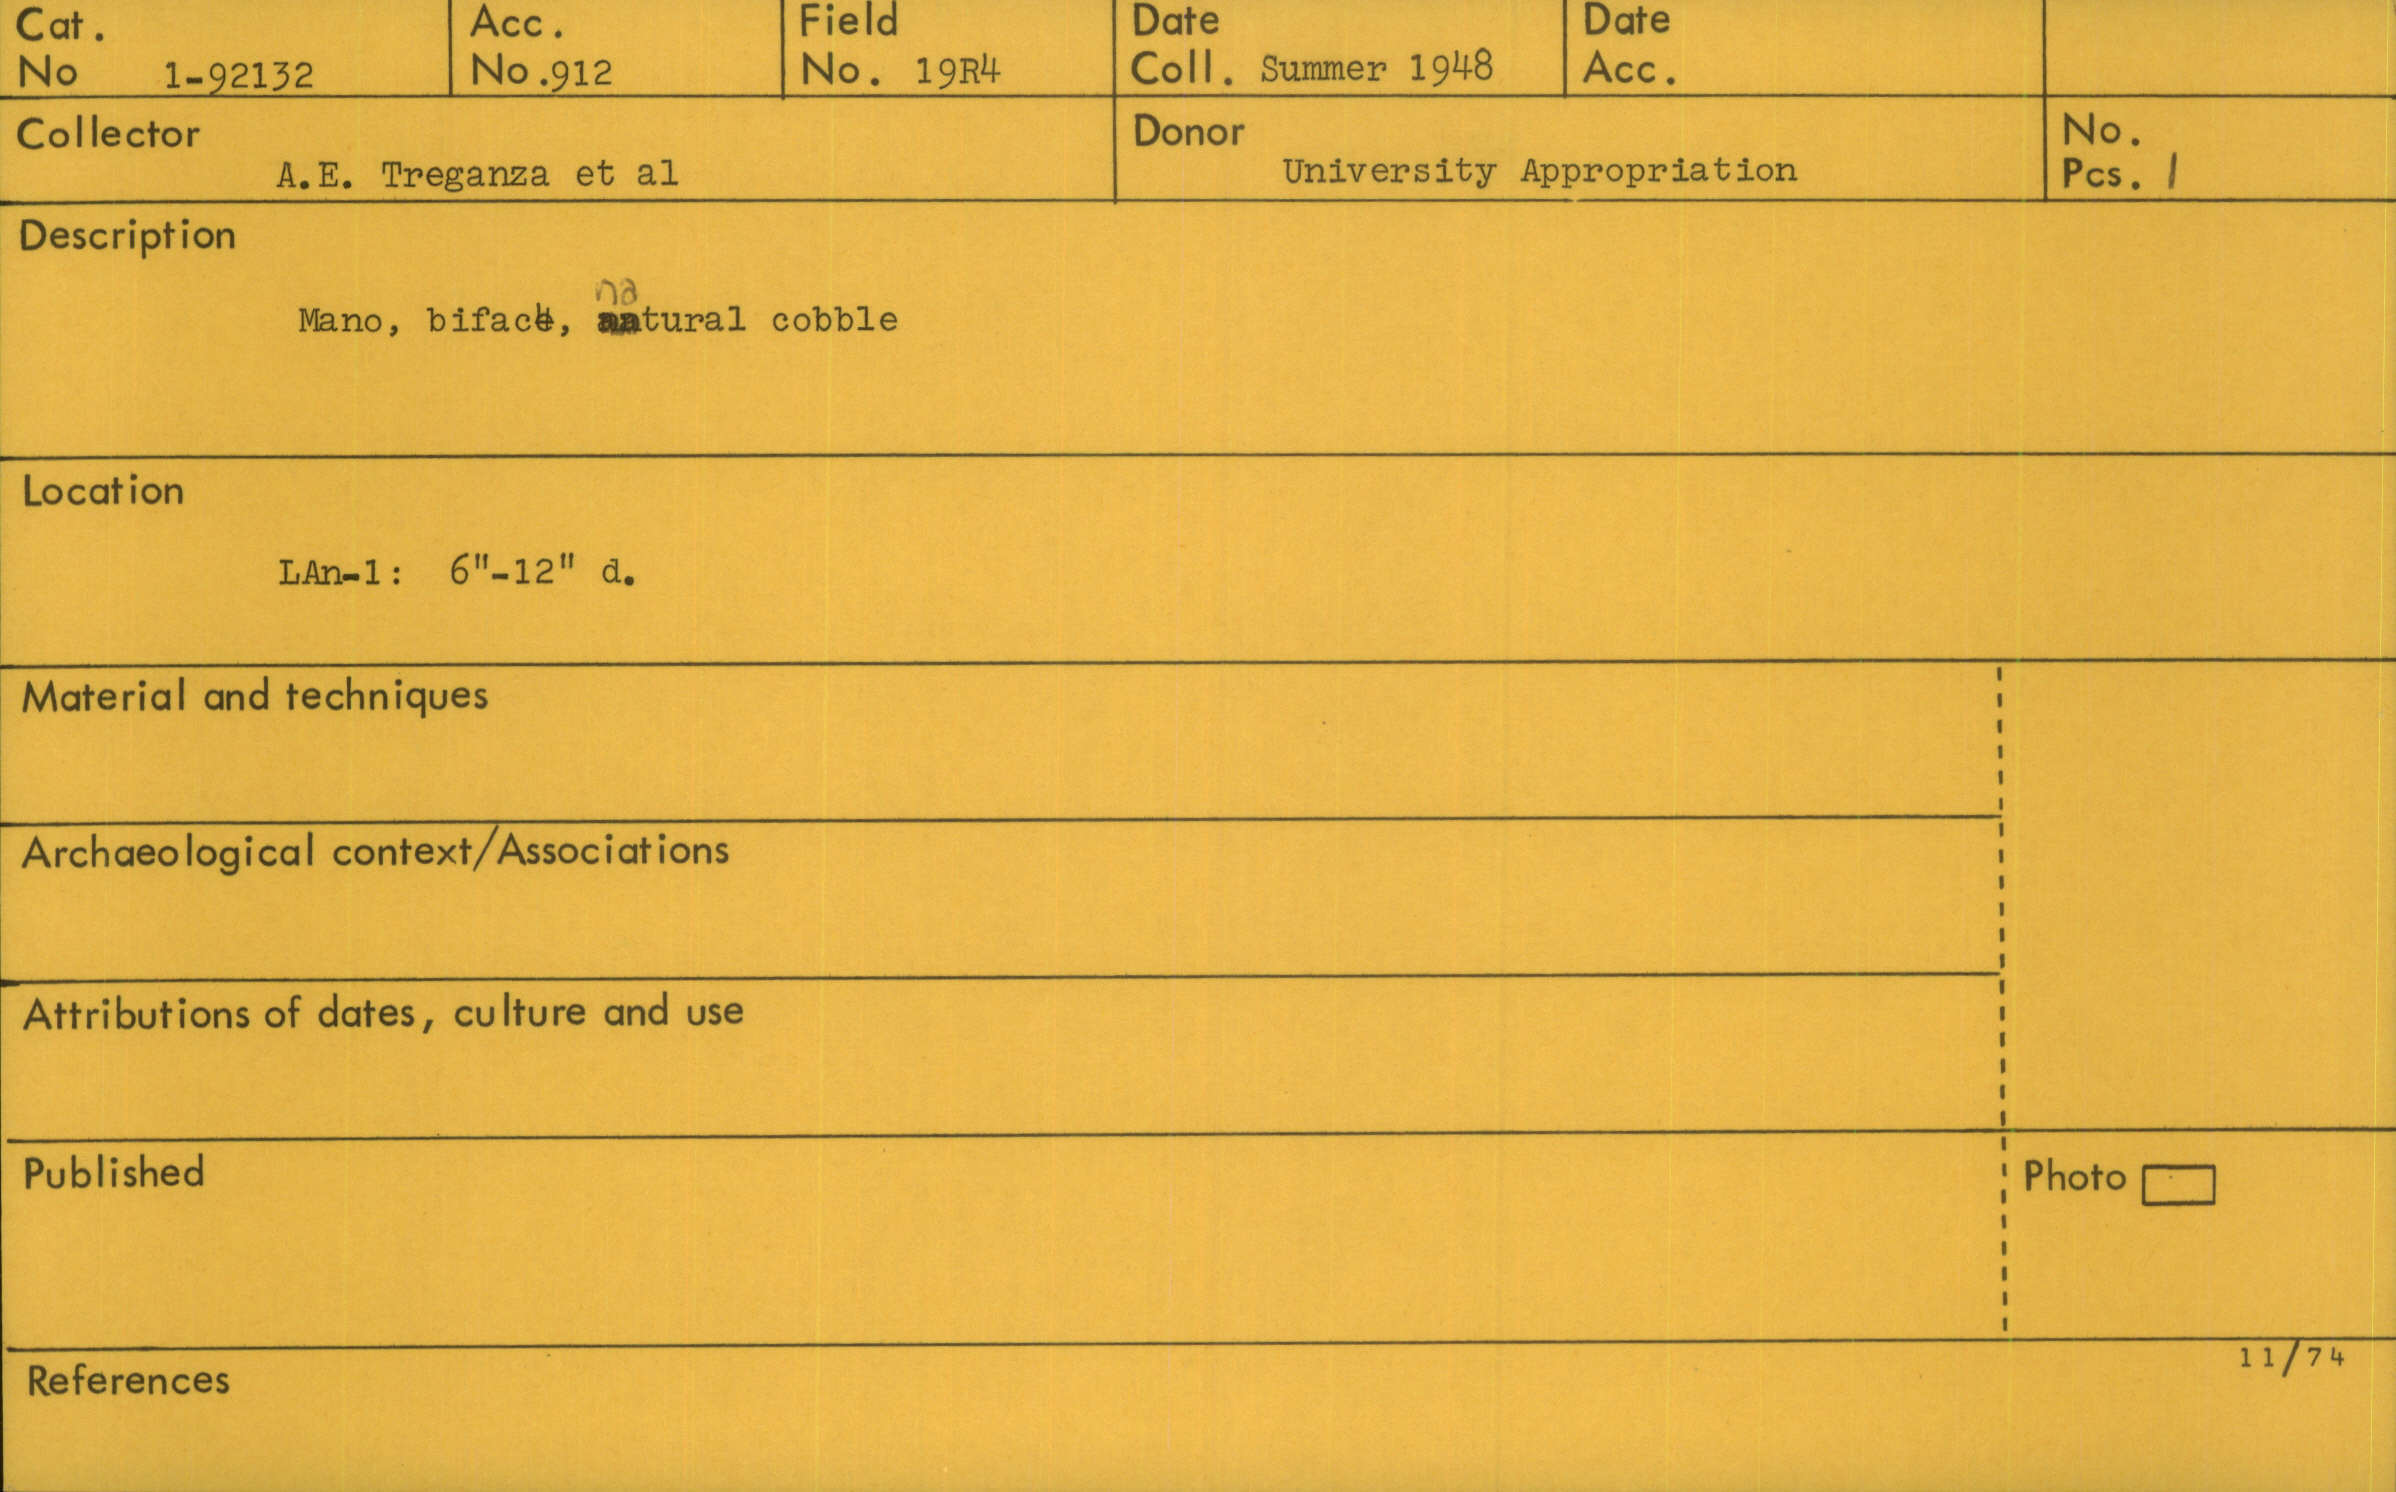 Cat. No 1-92132
Acc. No. 912
Field No. 19R4
Date Coll. Summer 1948
Date Acc.
Collector
A.E. Treganza et al
Donor
University Appropriation
No. Pcs. 1
Description
na
Mano, biface, natural cobble
Location
LAn-1: 6"-12" d.
Material and techniques
Archaeological context/Associations
Attributions of dates, culture and use
Published
Photo
11/74
References